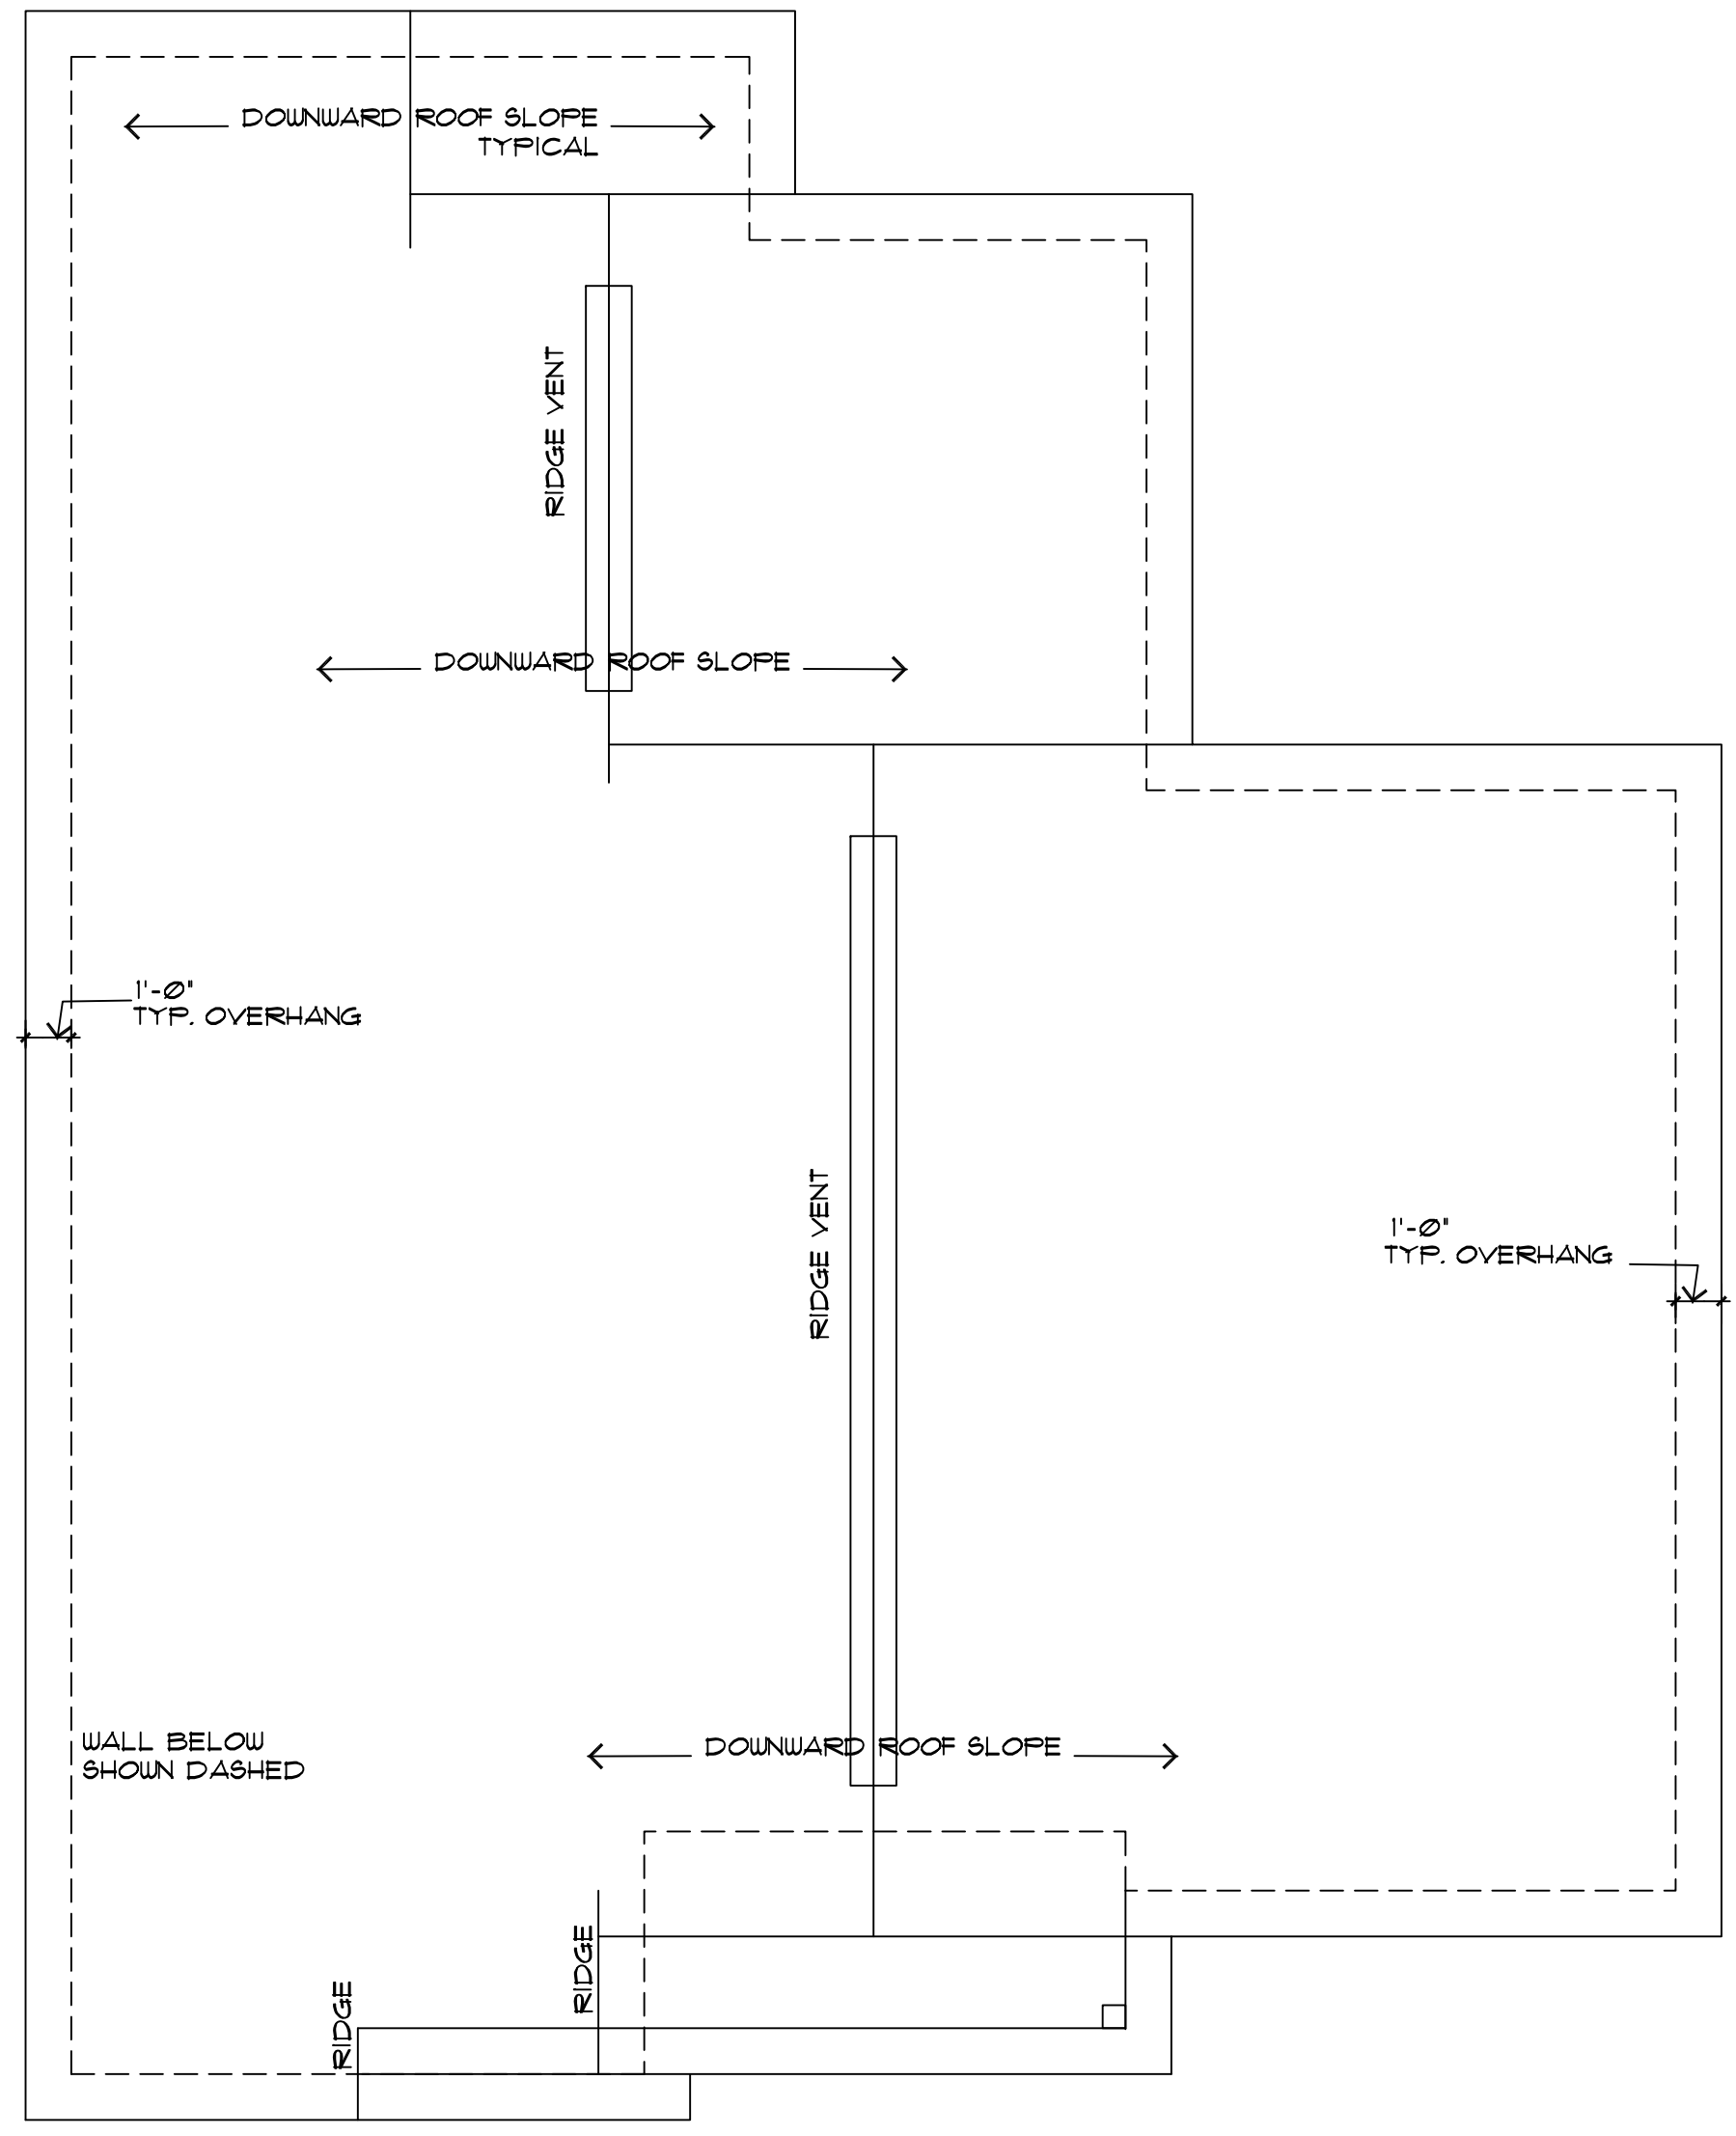 DOWNWARD ROOF SLOPE
TYPICAL
RIDGE VENT
DOWNWARD ROOF SLOPE
1'-0"
TYP. OVERHANG
RIDGE VENT
1'-0"
TYP. OVERHANG
WALL BELOW
SHOWN DASHED
DOWNWARD ROOF SLOPE
RIDGE
RIDGE